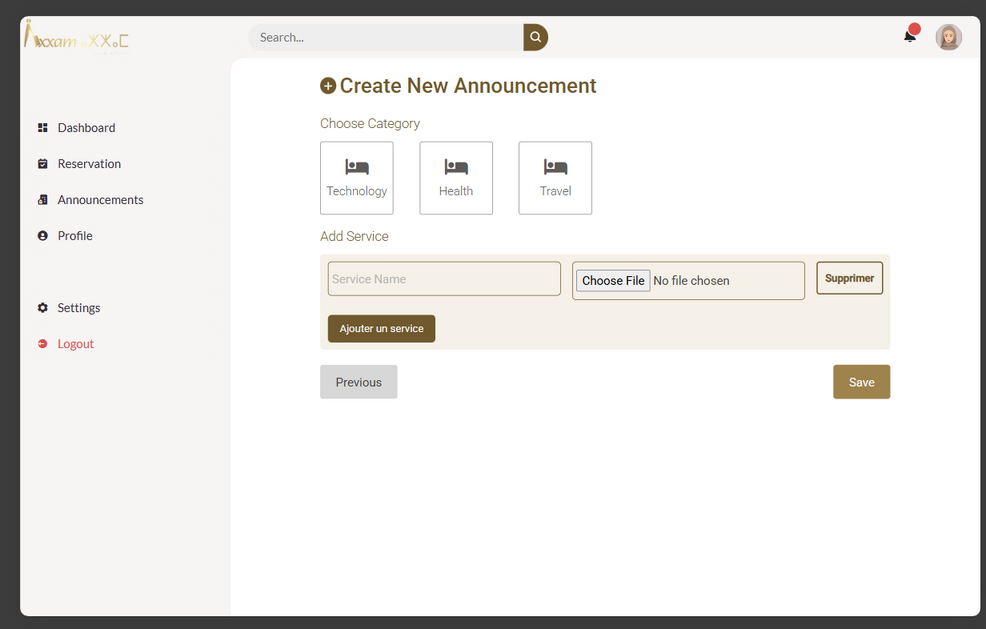 Axxam ⴰⵅⵅⴰⵎ
Search...
Dashboard
Reservation
Announcements
Profile
Settings
Logout
Create New Announcement
Choose Category
Technology
Health
Travel
Add Service
Service Name
Choose File No file chosen
Supprimer
Ajouter un service
Previous
Save